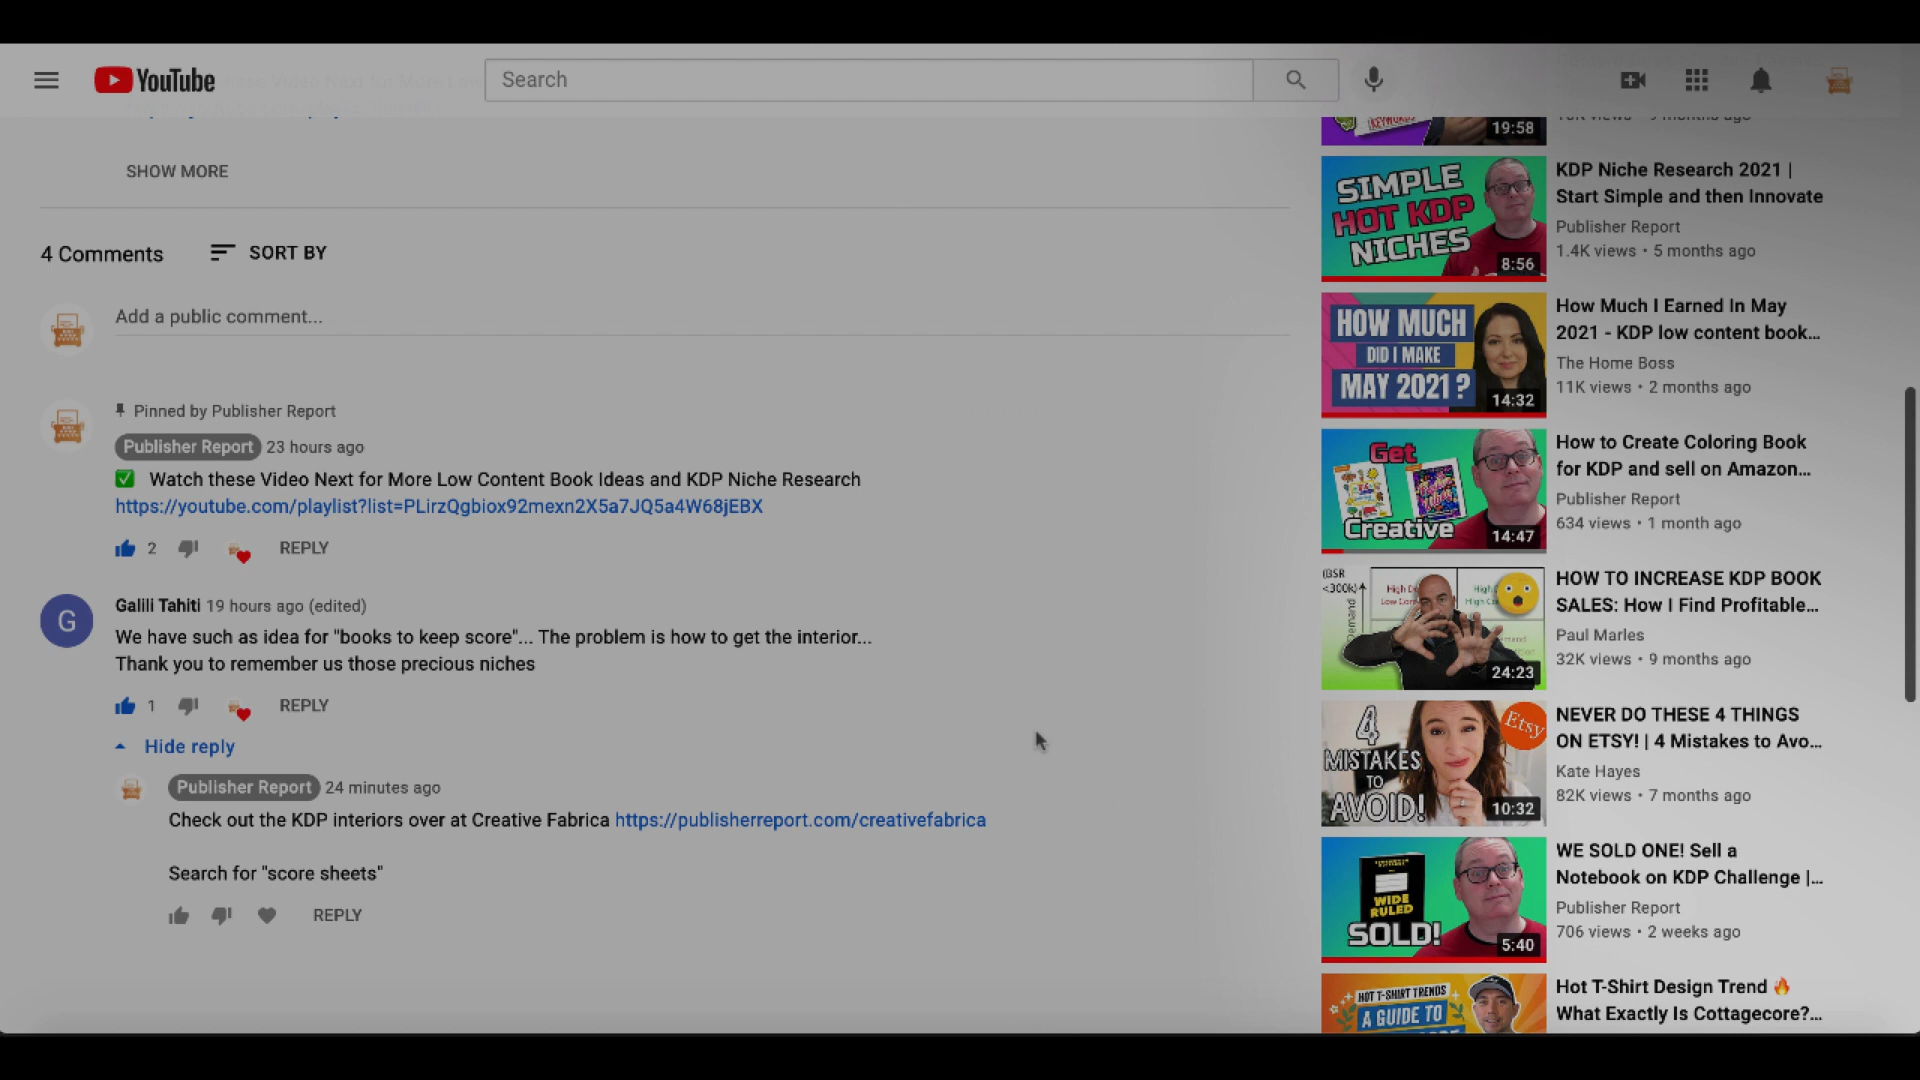 YouTube
Search
19:58
SHOW MORE
4 Comments
SORT BY
Add a public comment...
Pinned by Publisher Report
Publisher Report 23 hours ago
✅ Watch these Video Next for More Low Content Book Ideas and KDP Niche Research
https://youtube.com/playlist?list=PLirzQgbiox92mexn2X5a7JQ5a4W68jEBX
2
REPLY
G
Galili Tahiti 19 hours ago (edited)
We have such as idea for "books to keep score"... The problem is how to get the interior...
Thank you to remember us those precious niches
1
REPLY
Hide reply
Publisher Report 24 minutes ago
Check out the KDP interiors over at Creative Fabrica https://publisherreport.com/creativefabrica
Search for "score sheets"
REPLY
SIMPLE
HOT KDP
NICHES
8:56
KDP Niche Research 2021 |
Start Simple and then Innovate
Publisher Report
1.4K views • 5 months ago
HOW MUCH
DID I MAKE
MAY 2021 ?
14:32
How Much I Earned In May
2021 - KDP low content book...
The Home Boss
11K views • 2 months ago
Get
Creative
14:47
How to Create Coloring Book
for KDP and sell on Amazon...
Publisher Report
634 views • 1 month ago
(BSR
<300k)
Demand
24:23
HOW TO INCREASE KDP BOOK
SALES: How I Find Profitable...
Paul Marles
32K views • 9 months ago
4
MISTAKES
TO
AVOID!
Etsy
10:32
NEVER DO THESE 4 THINGS
ON ETSY! | 4 Mistakes to Avo...
Kate Hayes
82K views • 7 months ago
WIDE
RULED
SOLD!
5:40
WE SOLD ONE! Sell a
Notebook on KDP Challenge |...
Publisher Report
706 views • 2 weeks ago
HOT T-SHIRT TRENDS
A GUIDE TO
Hot T-Shirt Design Trend 🔥
What Exactly Is Cottagecore?...